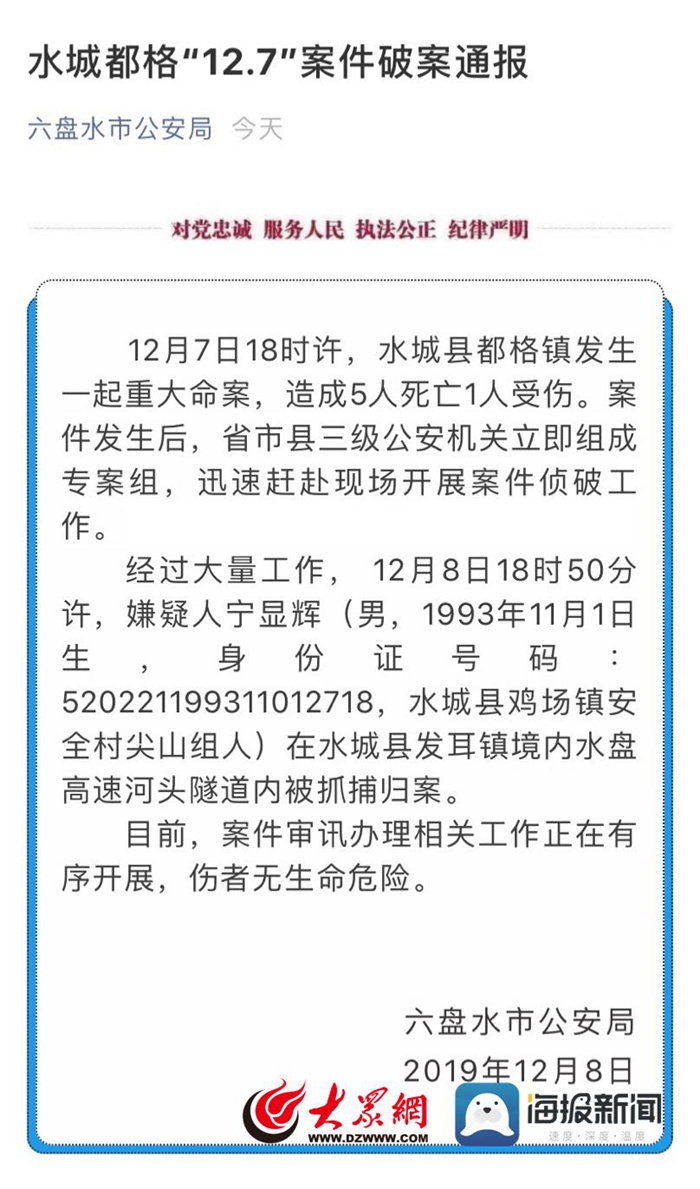 水城都格“12.7”案件破案通报
六盘水市公安局 今天
对党忠诚 服务人民 执法公正 纪律严明
12月7日18时许，水城县都格镇发生
一起重大命案，造成5人死亡1人受伤。案
件发生后，省市县三级公安机关立即组成
专案组，迅速赶赴现场开展案件侦破工
作。
经过大量工作， 12月8日18时50分
许，嫌疑人宁显辉（男，1993年11月1日
生，身份证号码：
520221199311012718，水城县鸡场镇安
全村尖山组人）在水城县发耳镇境内水盘
高速河头隧道内被抓捕归案。
目前，案件审讯办理相关工作正在有
序开展，伤者无生命危险。
六盘水市公安局
2019年12月8日
大眾網 海报新闻
WWW.DZWWW.COM 速度·深度·温度